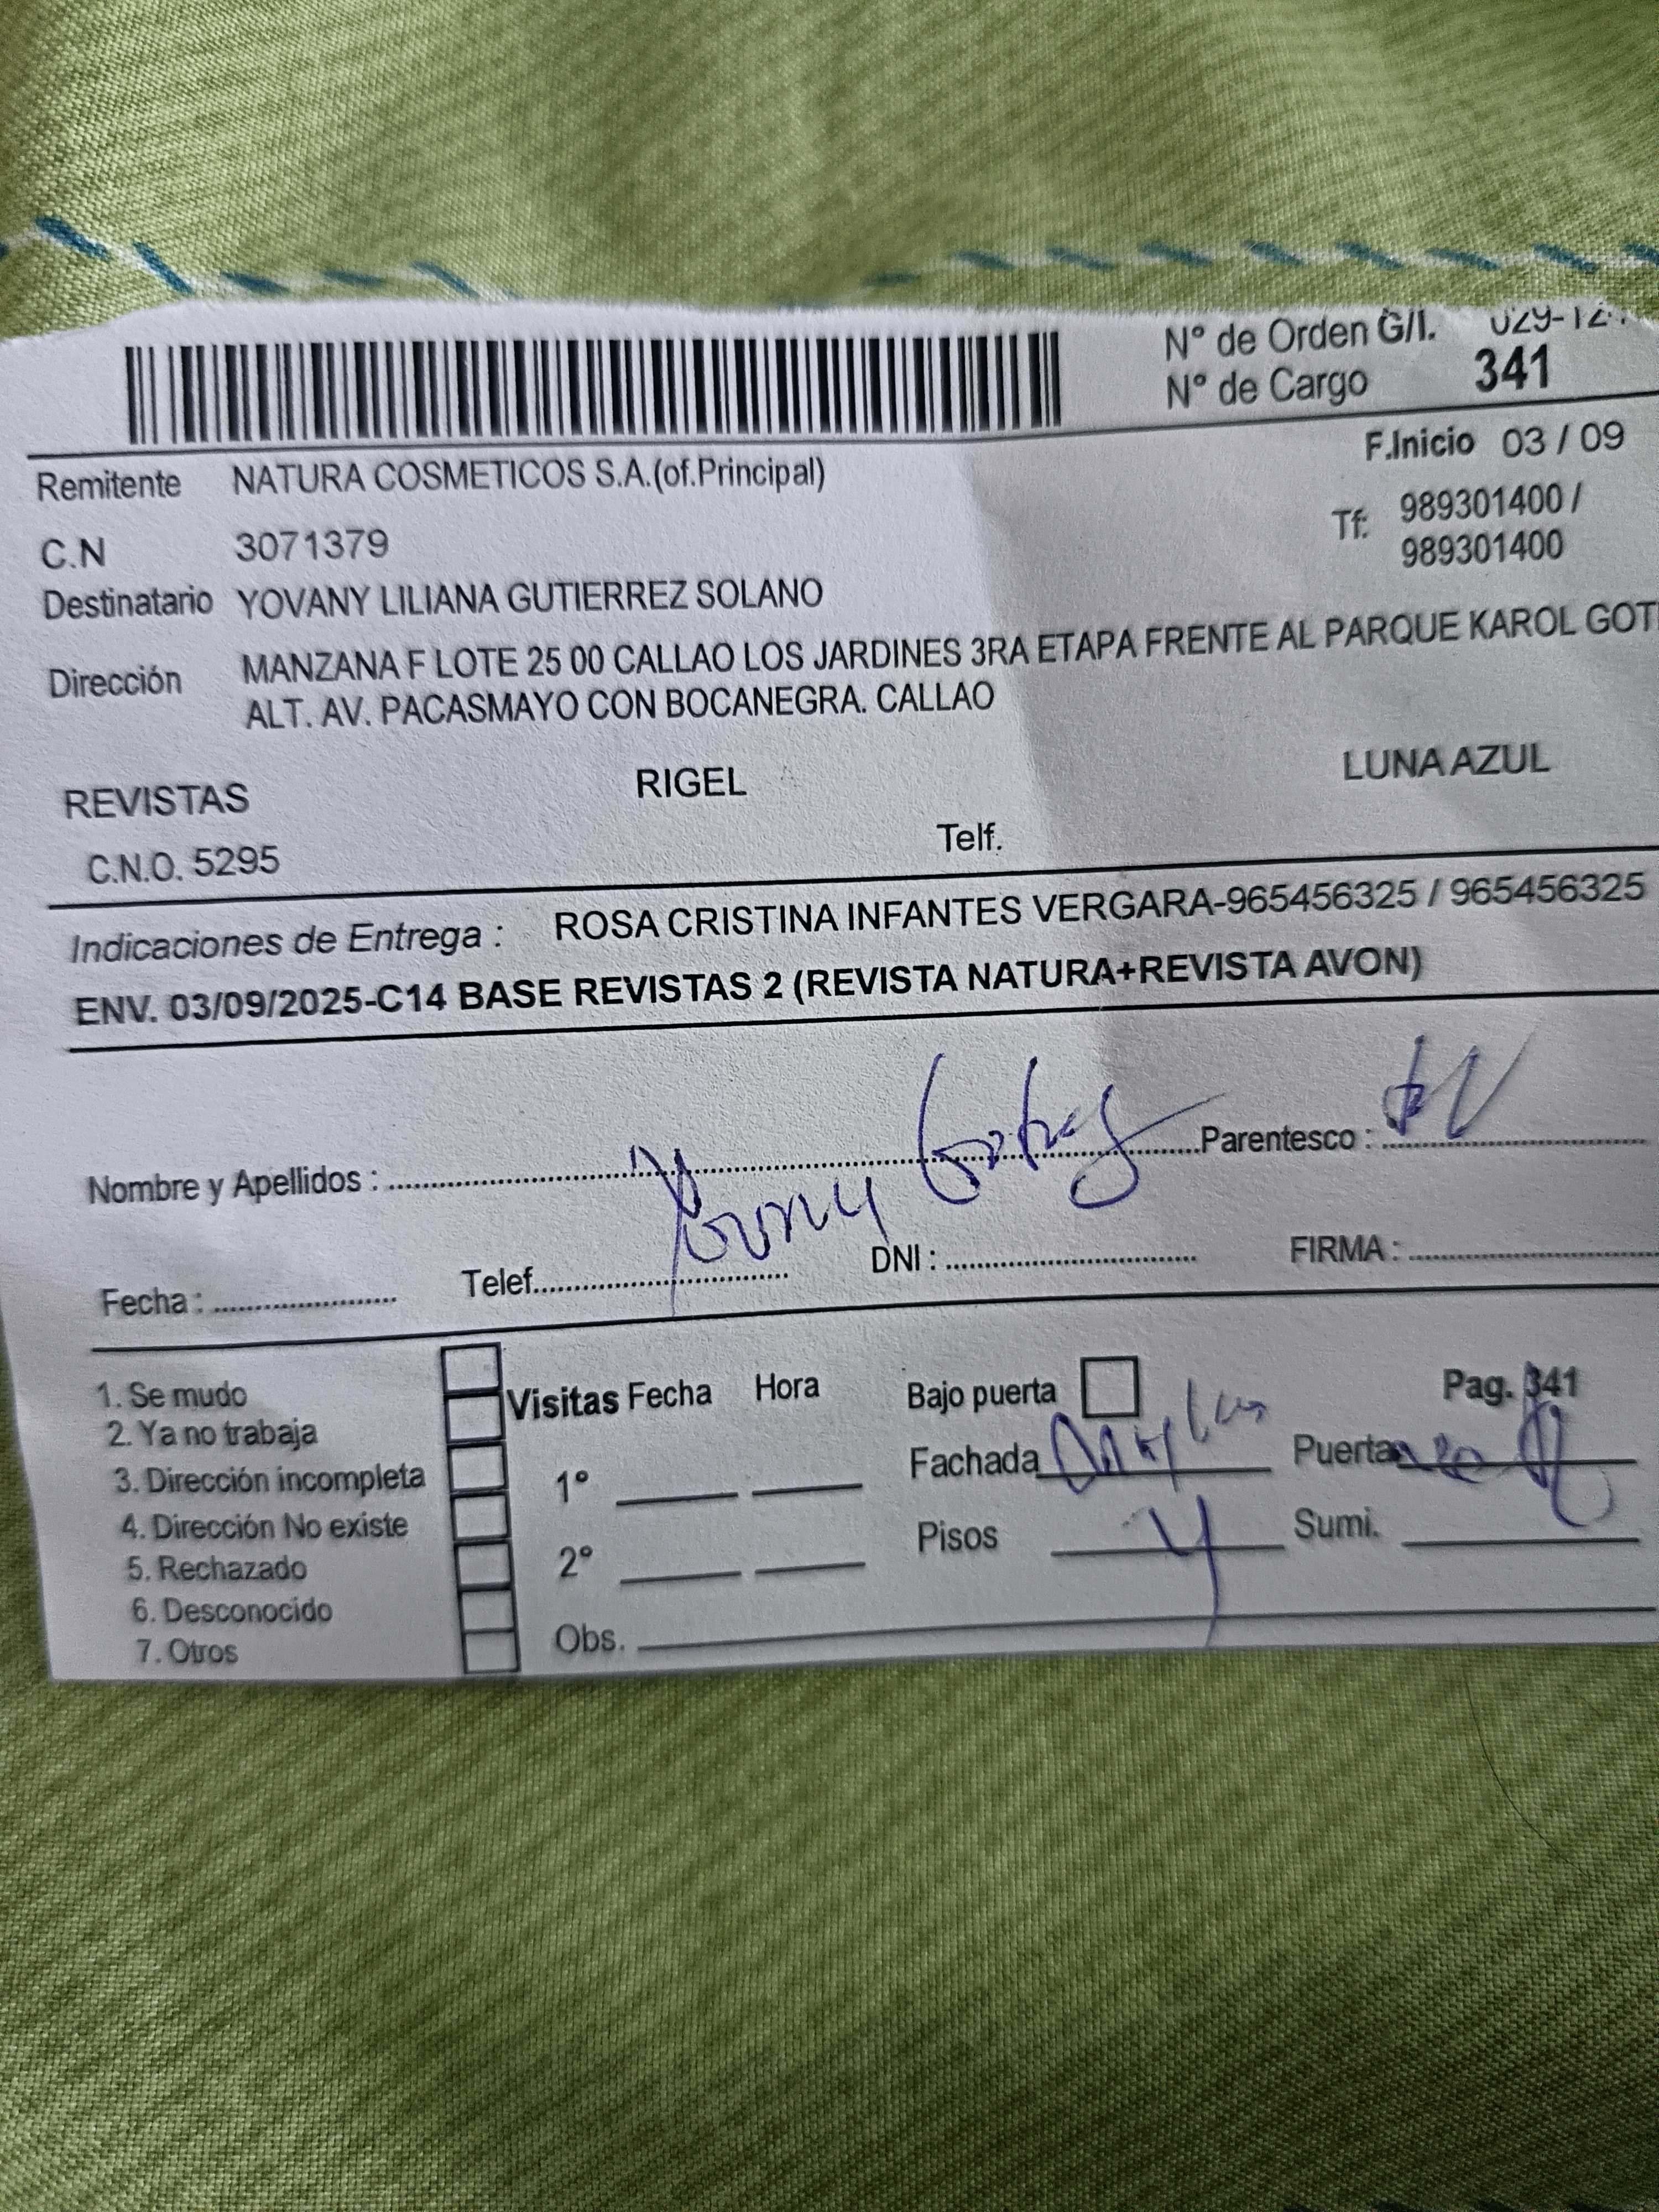 Nº de Orden G/I.
Nº de Cargo 341
F.Inicio 03 / 09
Remitente NATURA COSMETICOS S.A.(of.Principal)
Tf: 989301400 /
989301400
C.N 3071379
Destinatario YOVANY LILIANA GUTIERREZ SOLANO
Dirección MANZANA F LOTE 25 00 CALLAO LOS JARDINES 3RA ETAPA FRENTE AL PARQUE KAROL GOTI
ALT. AV. PACASMAYO CON BOCANEGRA. CALLAO
REVISTAS RIGEL LUNA AZUL
C.N.O. 5295 Telf.
Indicaciones de Entrega : ROSA CRISTINA INFANTES VERGARA-965456325 / 965456325
ENV. 03/09/2025-C14 BASE REVISTAS 2 (REVISTA NATURA+REVISTA AVON)
Nombre y Apellidos : Parentesco :
Fecha : Telef. DNI : FIRMA :
1. Se mudo
2. Ya no trabaja
3. Dirección incompleta
4. Dirección No existe
5. Rechazado
6. Desconocido
7. Otros
Visitas Fecha Hora
1º
2º
Obs.
Bajo puerta Pag. 341
Fachada Puerta
Pisos 4 Sumi.